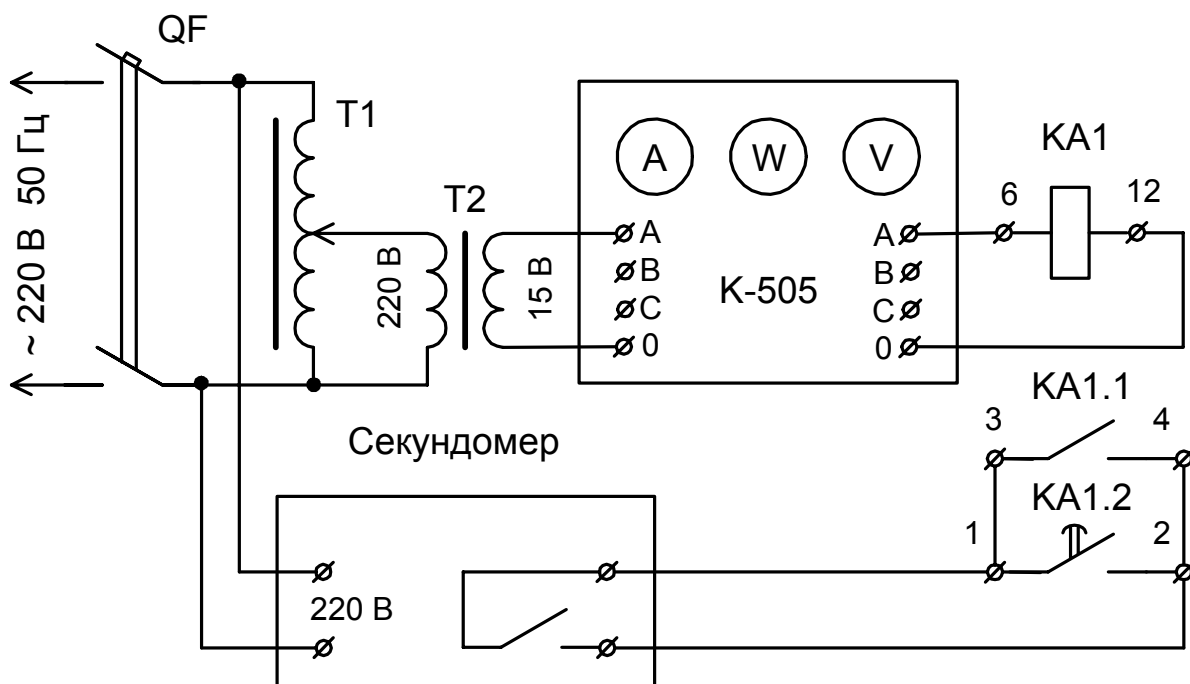 QF
~ 220 В 50 Гц
T1
T2
220 В
15 В
A
W
V
A
B
C
0
K-505
A
B
C
0
KA1
6
12
KA1.1
3
4
KA1.2
1
2
Секундомер
220 В